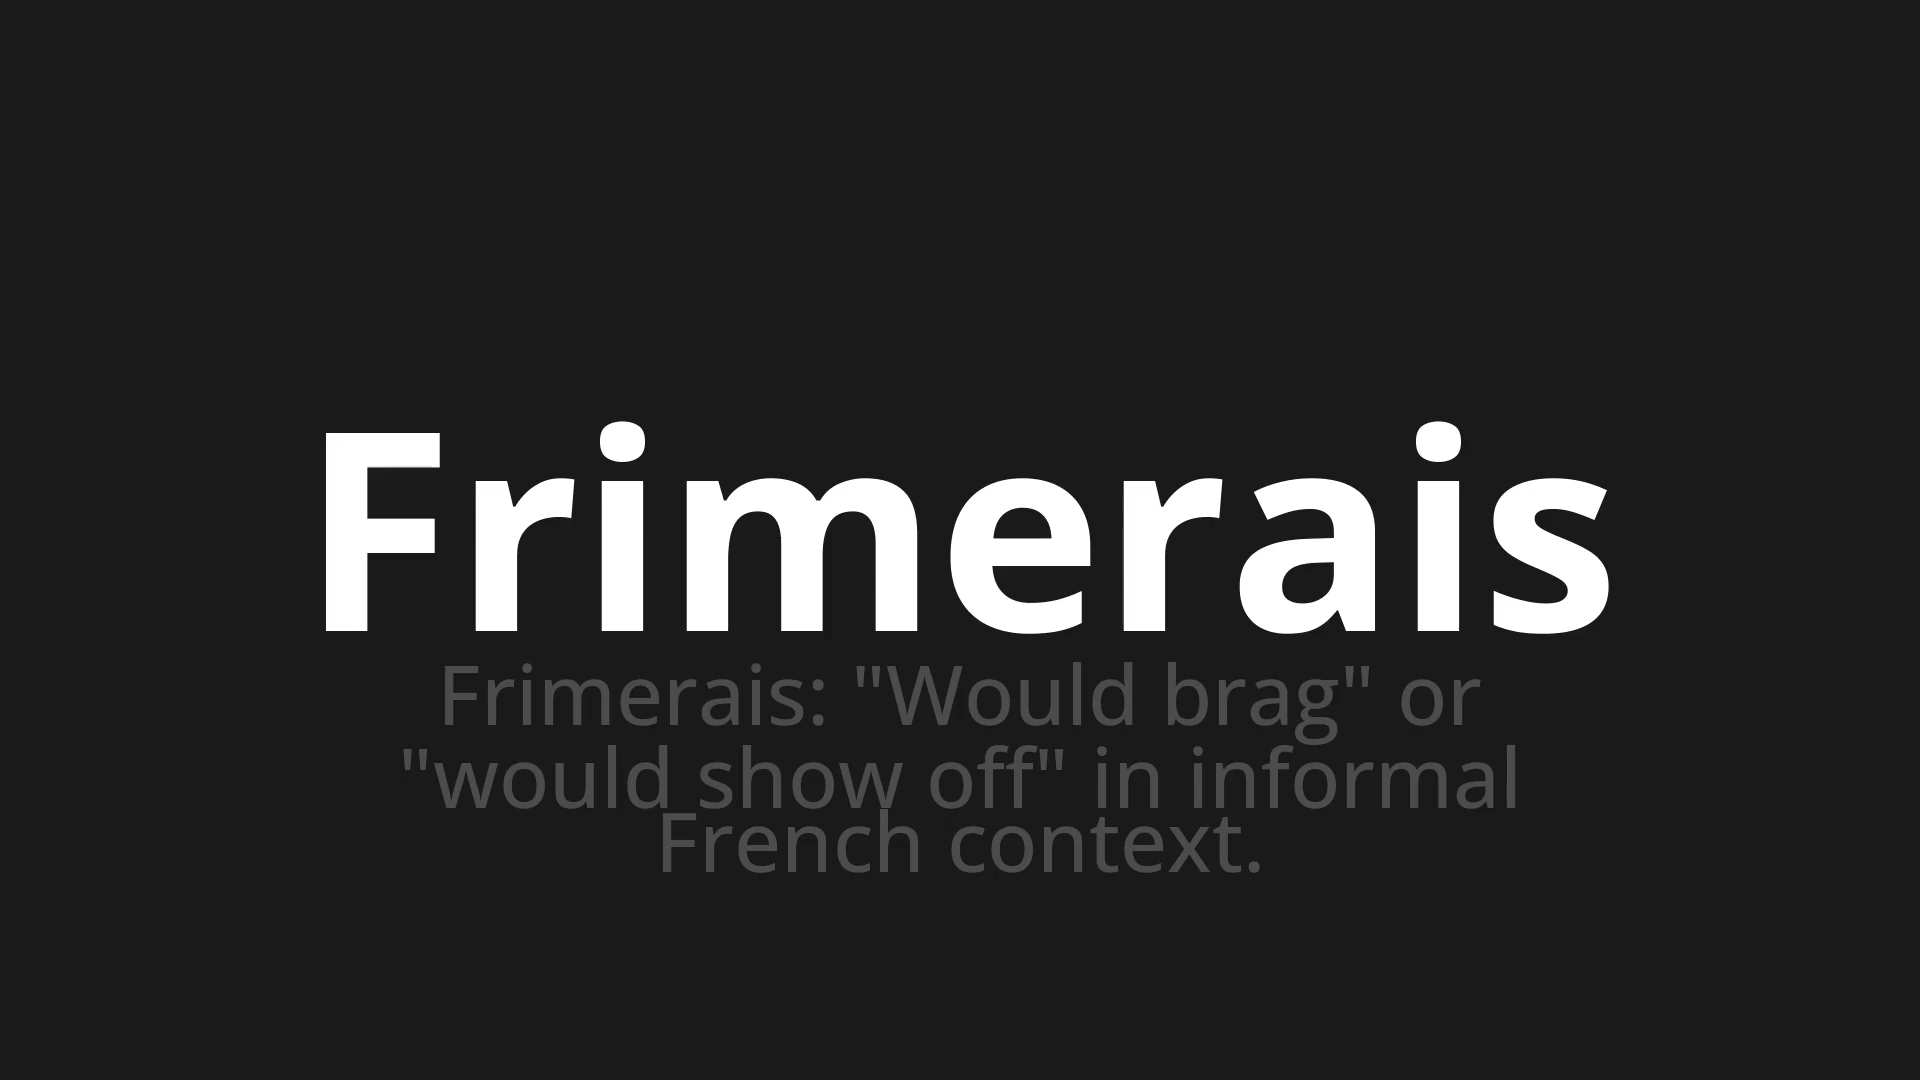 Frimerais
Frimerais: "Would brag" or
"would show off" in informal
French context.